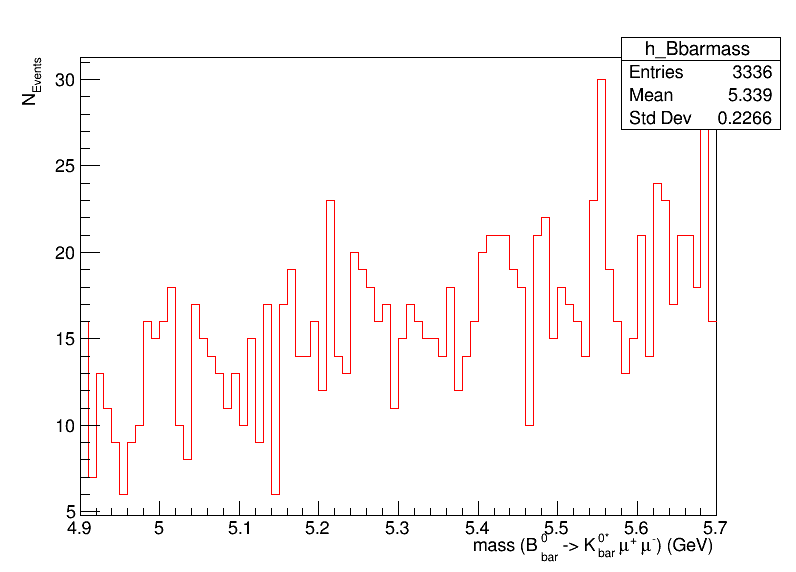 h_Bbarmass
Entries 3336
Mean 5.339
Std Dev 0.2266
N_Events
30
25
20
15
10
5
4.9 5 5.1 5.2 5.3 5.4 5.5 5.6 5.7
mass (B^0_bar -> K^0*_bar μ^+ μ^-) (GeV)